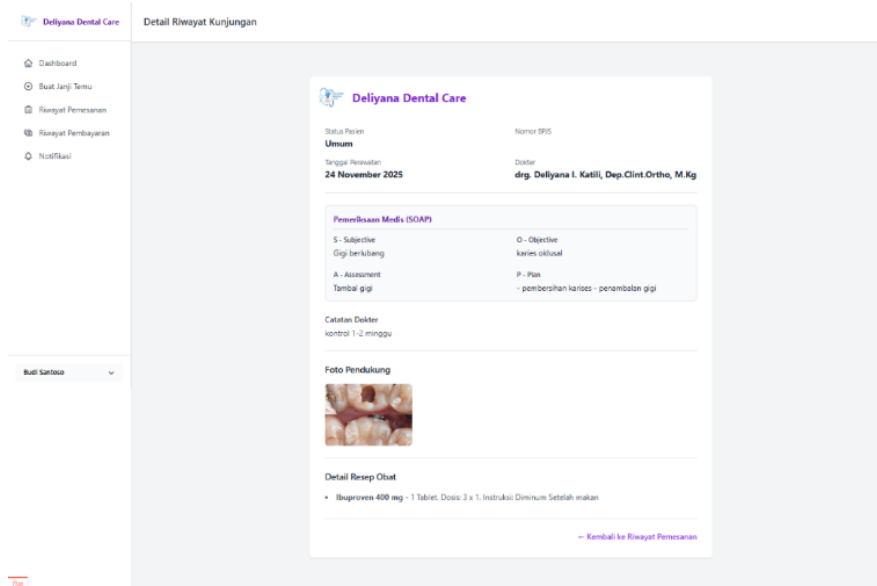 Deliyana Dental Care
Detail Riwayat Kunjungan
Dashboard
Buat Janji Temu
Riwayat Pemesanan
Riwayat Pembayaran
Notifikasi
Budi Santoso
Deliyana Dental Care
Status Pasien
Nomor BPJS
Umum
Tanggal Perawatan
Dokter
24 November 2025
drg. Deliyana I. Katili, Dep.Clint.Ortho, M.Kg
Pemeriksaan Medis (SOAP)
S - Subjective
O - Objective
Gigi berlubang
karies oklusal
A - Assessment
P - Plan
Tambal gigi
- pembersihan karises - penambalan gigi
Catatan Dokter
kontrol 1-2 minggu
Foto Pendukung
Detail Resep Obat
• Ibuproven 400 mg - 1 Tablet. Dosis: 3 x 1. Instruksi: Diminum Setelah makan
← Kembali ke Riwayat Pemesanan